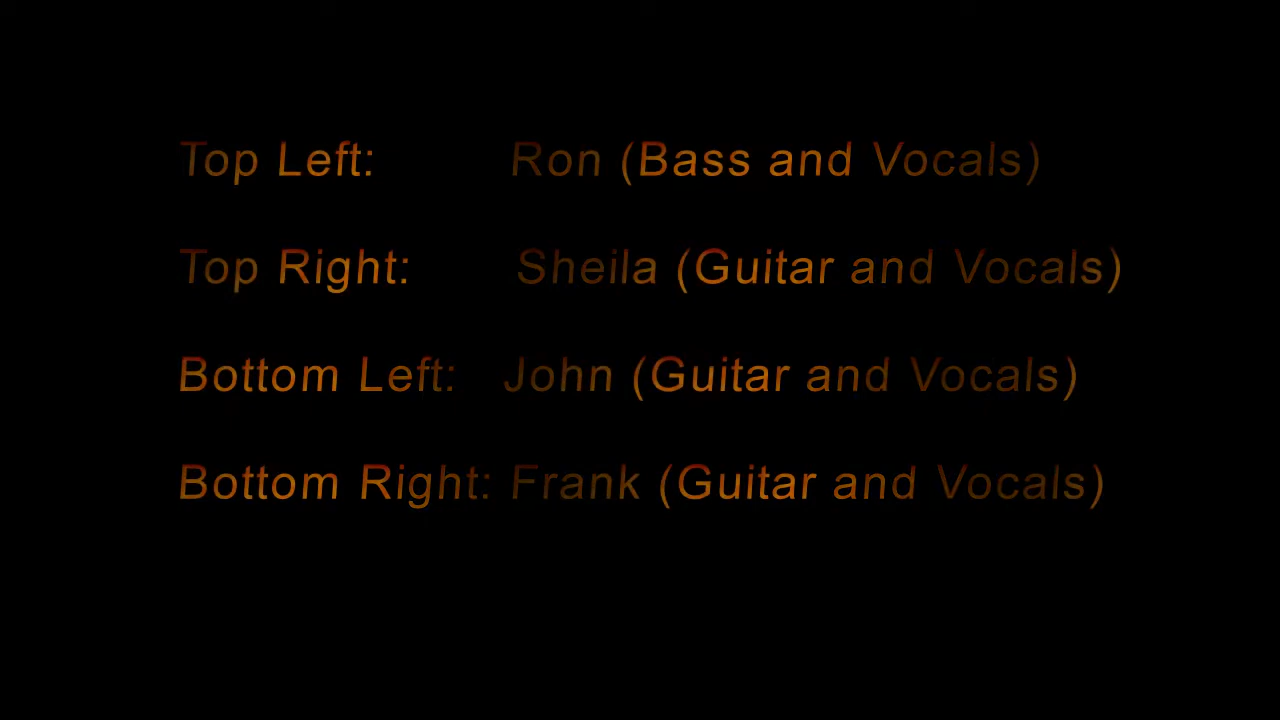 Top Left: Ron (Bass and Vocals)
Top Right: Sheila (Guitar and Vocals)
Bottom Left: John (Guitar and Vocals)
Bottom Right: Frank (Guitar and Vocals)